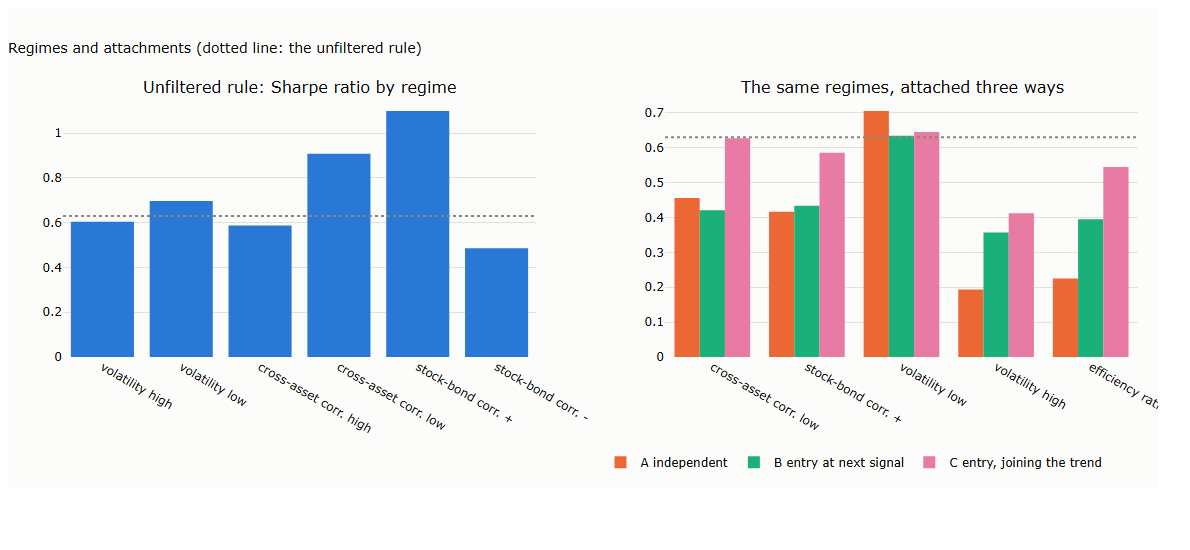 Regimes and attachments (dotted line: the unfiltered rule)
Unfiltered rule: Sharpe ratio by regime
1
0.8
0.6
0.4
0.2
0
volatility high
volatility low
cross-asset corr. high
cross-asset corr. low
stock-bond corr. +
stock-bond corr. -
The same regimes, attached three ways
0.7
0.6
0.5
0.4
0.3
0.2
0.1
0
cross-asset corr. low
stock-bond corr. +
volatility low
volatility high
efficiency
A independent
B entry at next signal
C entry, joining the trend